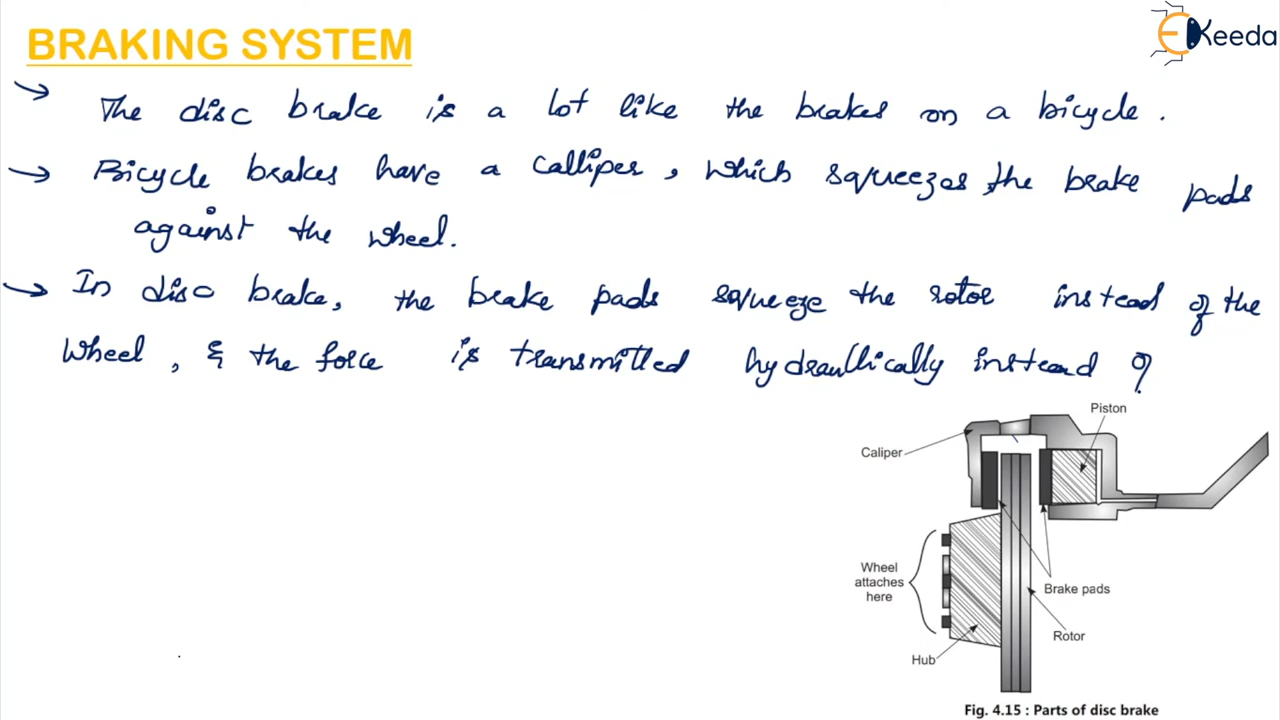 BRAKING SYSTEM
Keeda
→ The disc brake is a lot like the brakes on a bicycle.
→ Bicycle brakes have a calliper, which squeezes the brake pads
against the wheel.
→ In disc brake, the brake pads squeeze the rotor instead of the
wheel, & the force is transmitted hydraullically instead of
Piston
Caliper
Wheel
attaches
here
Brake pads
Rotor
Hub
Fig. 4.15 : Parts of disc brake